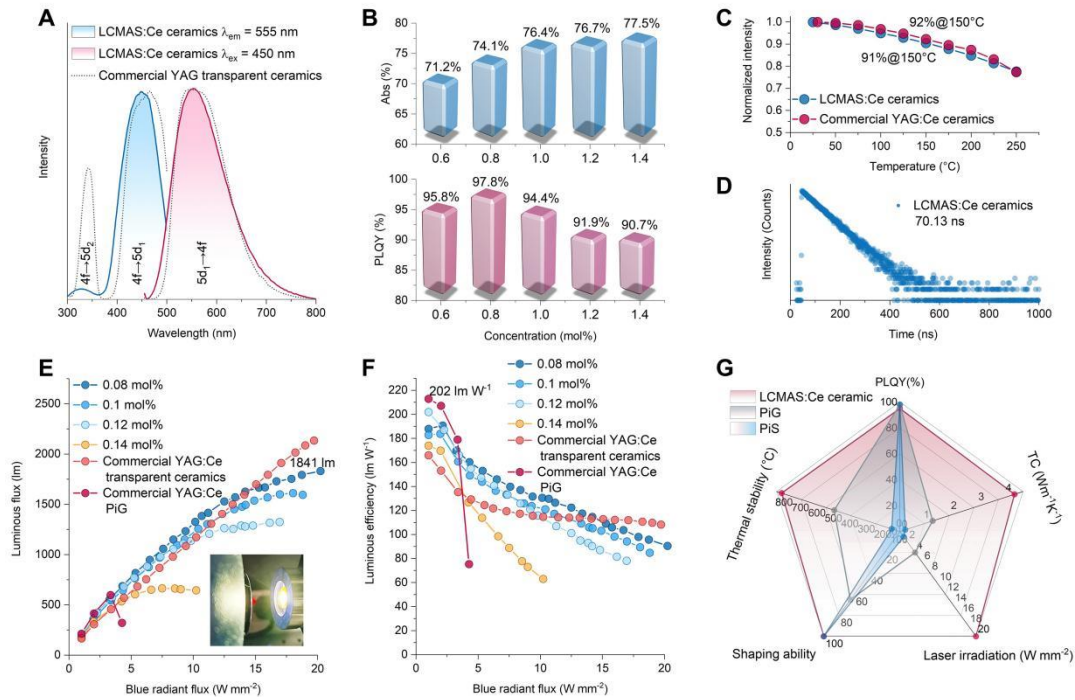 A
LCMAS:Ce ceramics λem = 555 nm
LCMAS:Ce ceramics λex = 450 nm
Commercial YAG transparent ceramics
Intensity
4f→5d2
4f→5d1
5d1→4f
300 400 500 600 700 800
Wavelength (nm)
B
Abs (%)
80
75
70
65
60
71.2%
74.1%
76.4%
76.7%
77.5%
0.6 0.8 1.0 1.2 1.4
PLQY (%)
100
95
90
85
80
95.8%
97.8%
94.4%
91.9%
90.7%
0.6 0.8 1.0 1.2 1.4
Concentration (mol%)
C
Normalized intensity
1.0
0.9
0.8
0.7
0.6
0.5
92%@150°C
91%@150°C
LCMAS:Ce ceramics
Commercial YAG:Ce ceramics
0 50 100 150 200 250
Temperature (°C)
D
Intensity (Counts)
LCMAS:Ce ceramics
70.13 ns
0 200 400 600 800 1000
Time (ns)
E
Luminous flux (lm)
2500
2000
1500
1000
500
0
0.08 mol%
0.1 mol%
0.12 mol%
0.14 mol%
Commercial YAG:Ce
transparent ceramics
Commercial YAG:Ce
PiG
1841 lm
0 5 10 15 20
Blue radiant flux (W mm⁻²)
F
Luminous efficiency (lm W⁻¹)
220
200
180
160
140
120
100
80
60
40
20
0
202 lm W⁻¹
0.08 mol%
0.1 mol%
0.12 mol%
0.14 mol%
Commercial YAG:Ce
transparent ceramics
Commercial YAG:Ce
PiG
0 5 10 15 20
Blue radiant flux (W mm⁻²)
G
LCMAS:Ce ceramic
PiG
PiS
PLQY(%)
100
80
60
40
20
TC (Wm⁻¹K⁻¹)
1 2 3 4
Laser irradiation (W mm⁻²)
2 4 6 8 10 12 14 16 18 20
Shaping ability
40 60 80 100
Thermal stability (°C)
800 700 600 500 400 300 200